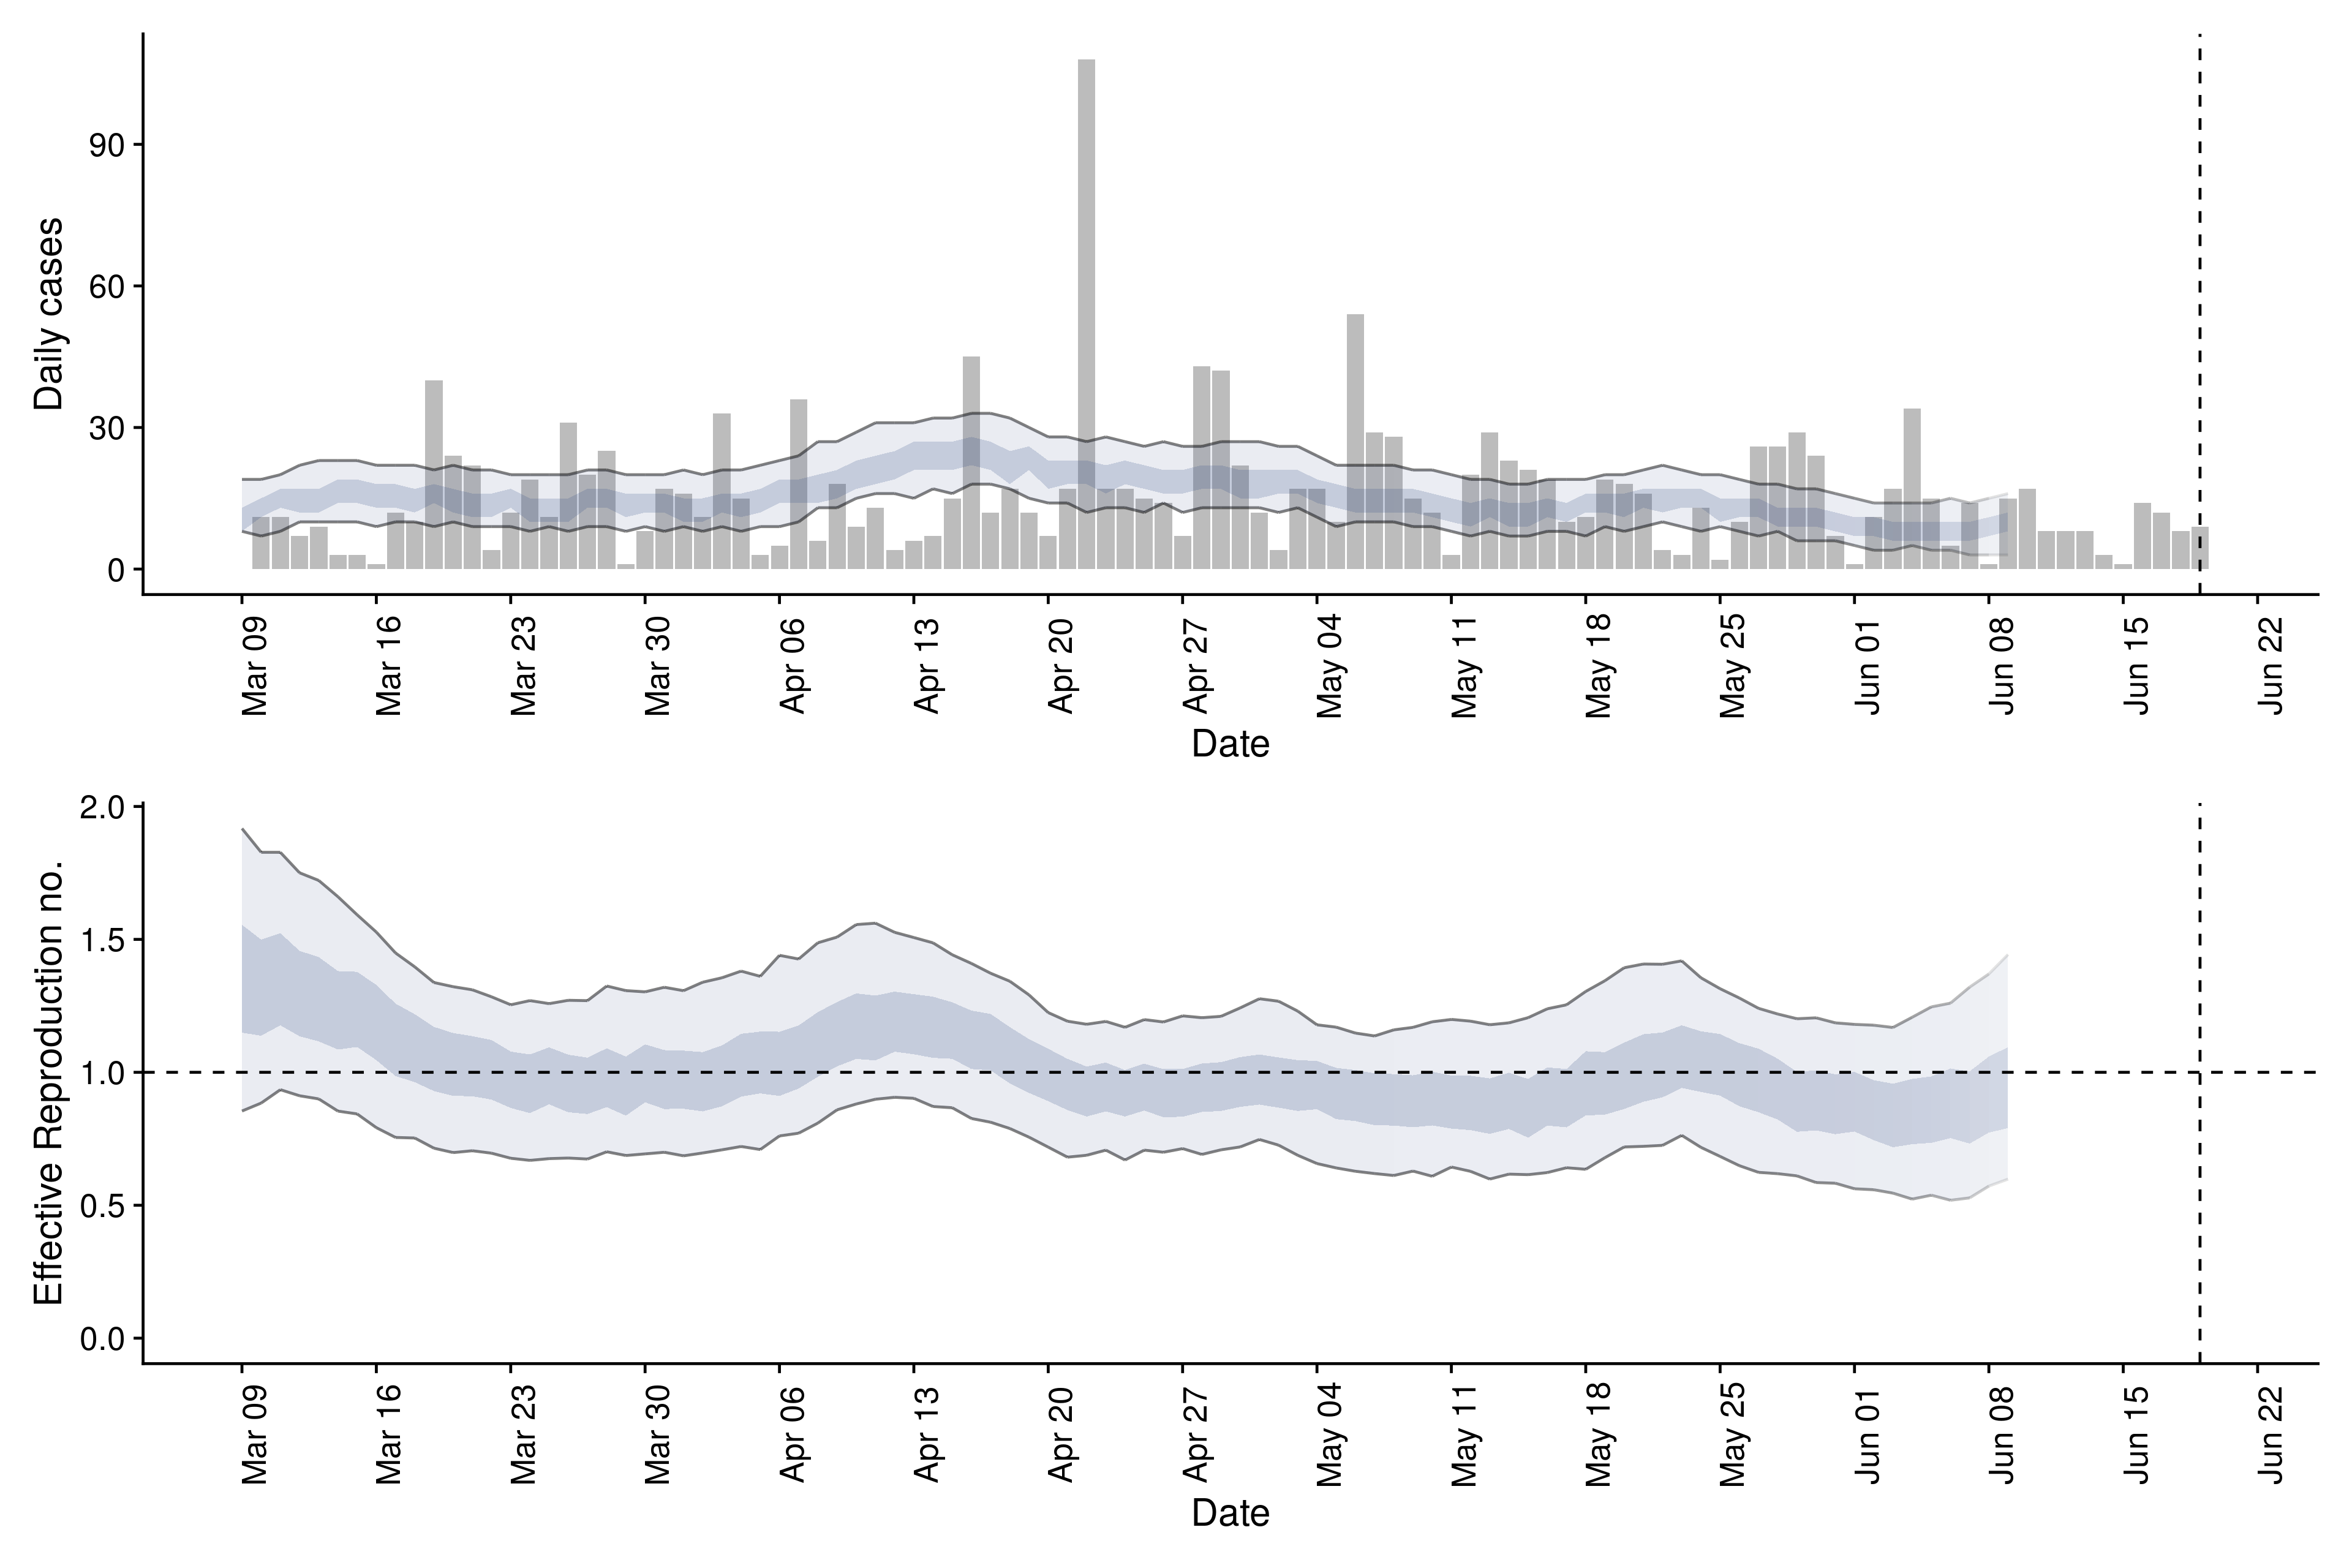 Daily cases
90
60
30
0
Mar 09
Mar 16
Mar 23
Mar 30
Apr 06
Apr 13
Apr 20
Apr 27
May 04
May 11
May 18
May 25
Jun 01
Jun 08
Jun 15
Jun 22
Date
Effective Reproduction no.
2.0
1.5
1.0
0.5
0.0
Mar 09
Mar 16
Mar 23
Mar 30
Apr 06
Apr 13
Apr 20
Apr 27
May 04
May 11
May 18
May 25
Jun 01
Jun 08
Jun 15
Jun 22
Date